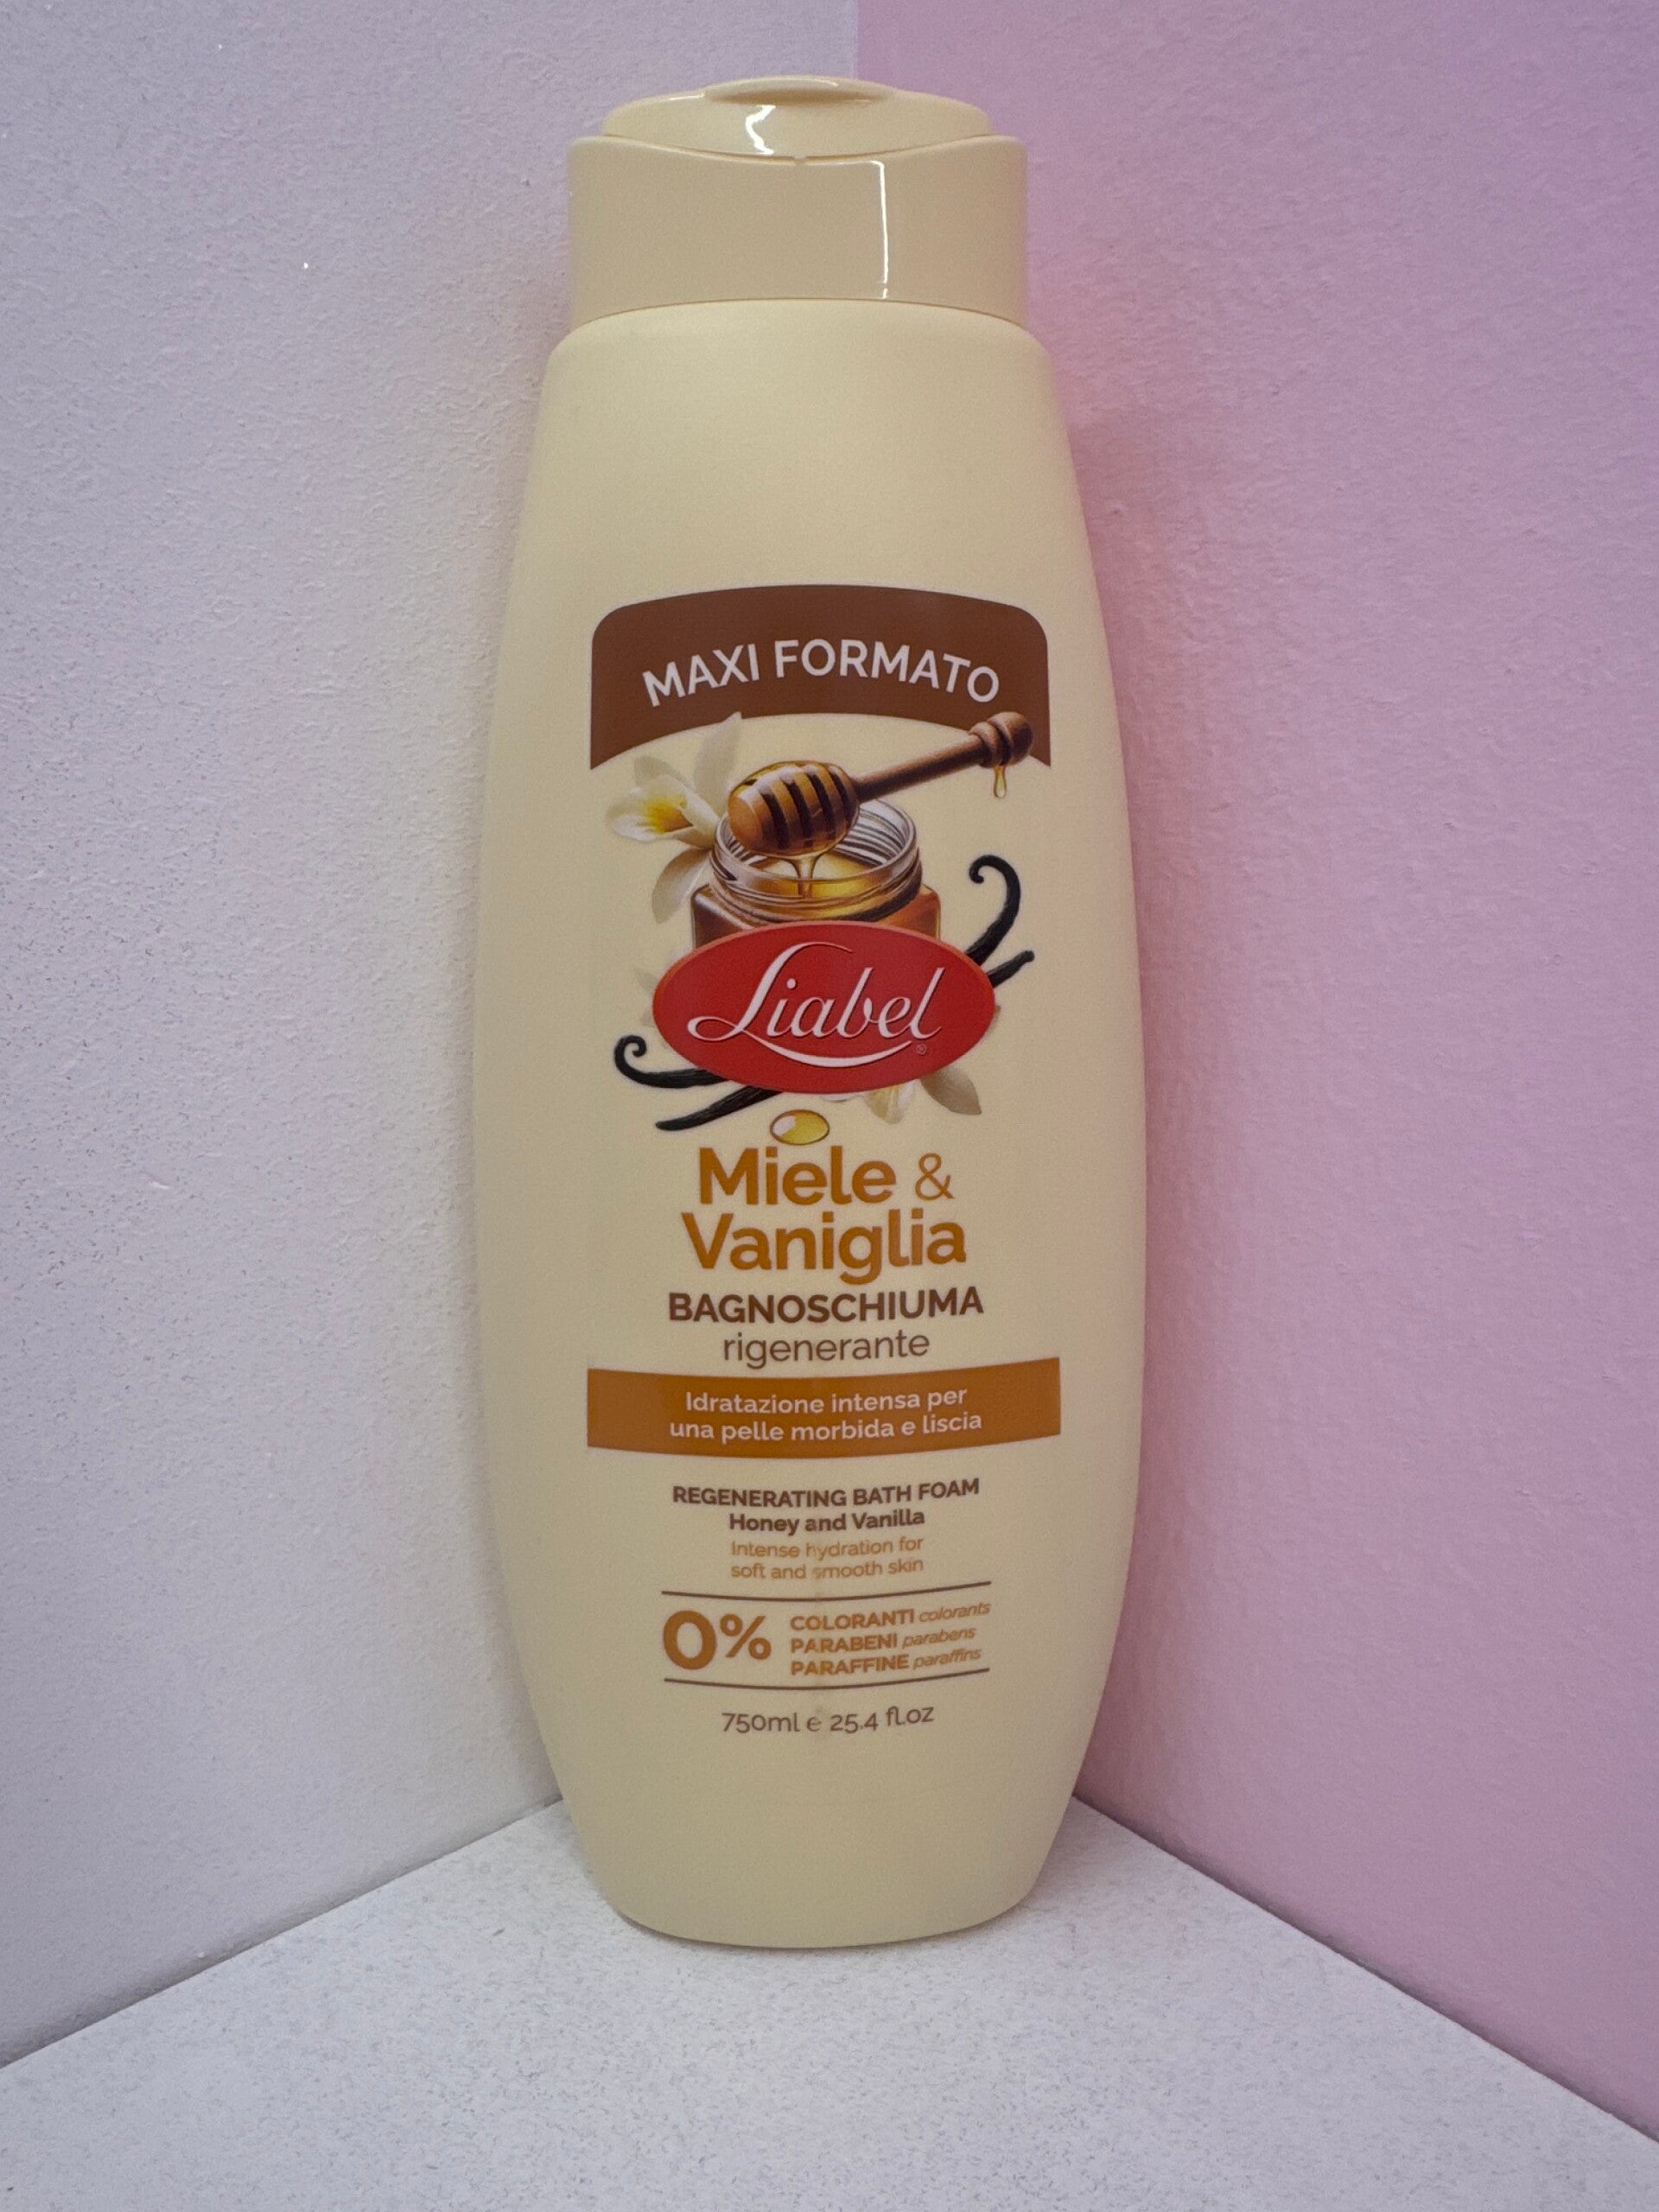 MAXI FORMATO
Liabel®
Miele &
Vaniglia
BAGNOSCHIUMA
rigenerante
Idratazione intensa per
una pelle morbida e liscia
REGENERATING BATH FOAM
Honey and Vanilla
Intense hydration for
soft and smooth skin
0% COLORANTI colorants
PARABENI parabens
PARAFFINE paraffins
750ml e 25.4 fl.oz